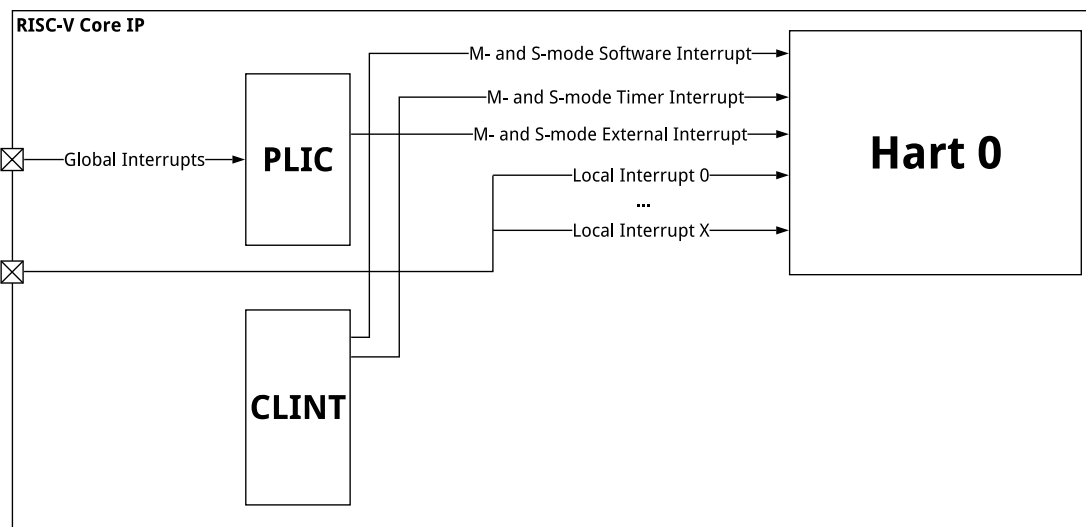 RISC-V Core IP
M- and S-mode Software Interrupt
M- and S-mode Timer Interrupt
M- and S-mode External Interrupt
Global Interrupts
PLIC
Hart 0
Local Interrupt 0
...
Local Interrupt X
CLINT